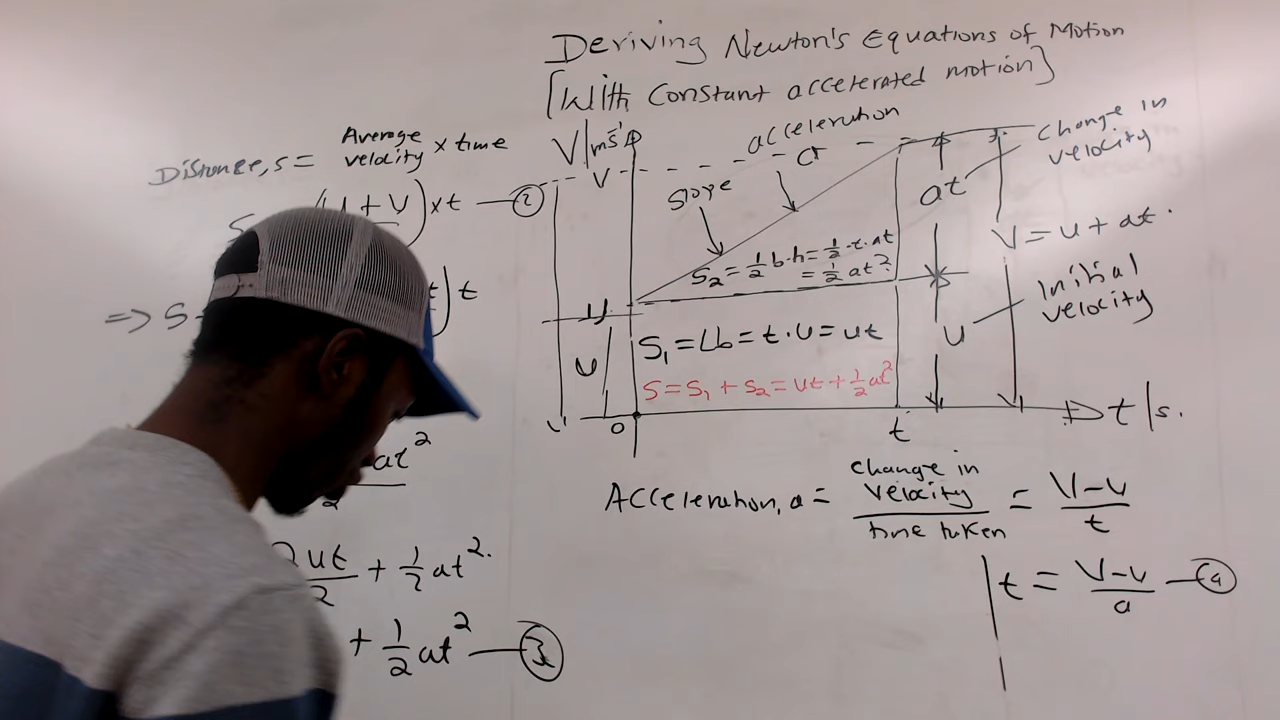 Deriving Newton's Equations of Motion
[With Constant accelerated motion]
Distance, s = Average velocity × time
(u + v) × t — ②
⇒ S
t) t
at²
2
2ut/2 + 1/2 at².
+ 1/2 at² — ③
V/ms⁻¹
V
slope
acceleration
a
change in
velocity
at
V = u + at.
S₂ = 1/2 b·h = 1/2·t·at
= 1/2 at²
U
Initial
velocity
u
U
S₁ = Lb = t·u = ut
S = S₁ + S₂ = ut + 1/2 at²
0
t
t/s.
Acceleration, a = change in velocity / time taken = V-u / t
t = V-u / a — ④